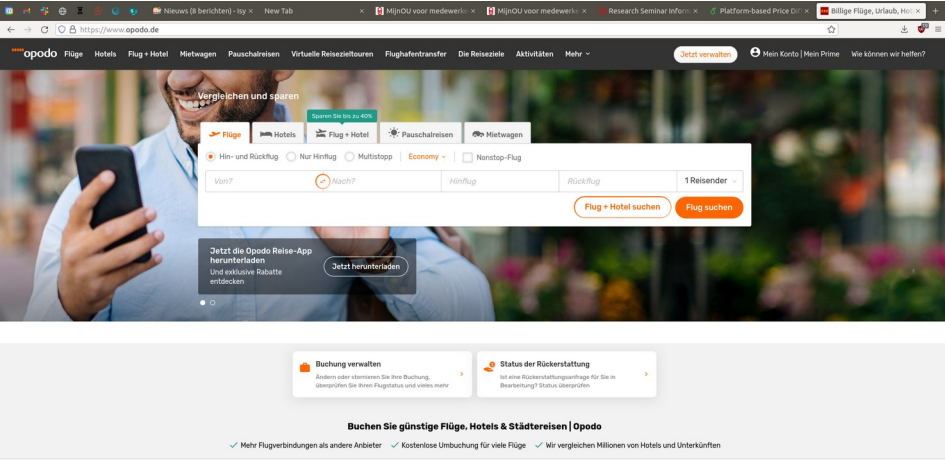 Nieuws (8 berichten) - Isy × New Tab × MijnOU voor medewerke × MijnOU voor medewerke × Research Seminar Inform × Platform-based Price Dif × Billige Flüge, Urlaub, Hot × +
https://www.opodo.de
opodo Flüge Hotels Flug + Hotel Mietwagen Pauschalreisen Virtuelle Reisezieltouren Flughafentransfer Die Reiseziele Aktivitäten Mehr Jetzt verwalten Mein Konto | Mein Prime Wie können wir helfen?
Vergleichen und sparen
Sparen Sie bis zu 40%
Flüge Hotels Flug + Hotel Pauschalreisen Mietwagen
Hin- und Rückflug Nur Hinflug Multistopp Economy Nonstop-Flug
Von? Nach? Hinflug Rückflug 1 Reisender
Flug + Hotel suchen Flug suchen
Jetzt die Opodo Reise-App
herunterladen
Und exklusive Rabatte
entdecken
Jetzt herunterladen
Buchung verwalten
Ändern oder stornieren Sie Ihre Buchung,
überprüfen Sie Ihren Flugstatus und vieles mehr
Status der Rückerstattung
Ist eine Rückerstattungsanfrage für Sie in
Bearbeitung? Status überprüfen
Buchen Sie günstige Flüge, Hotels & Städtereisen | Opodo
Mehr Flugverbindungen als andere Anbieter Kostenlose Umbuchung für viele Flüge Wir vergleichen Millionen von Hotels und Unterkünften